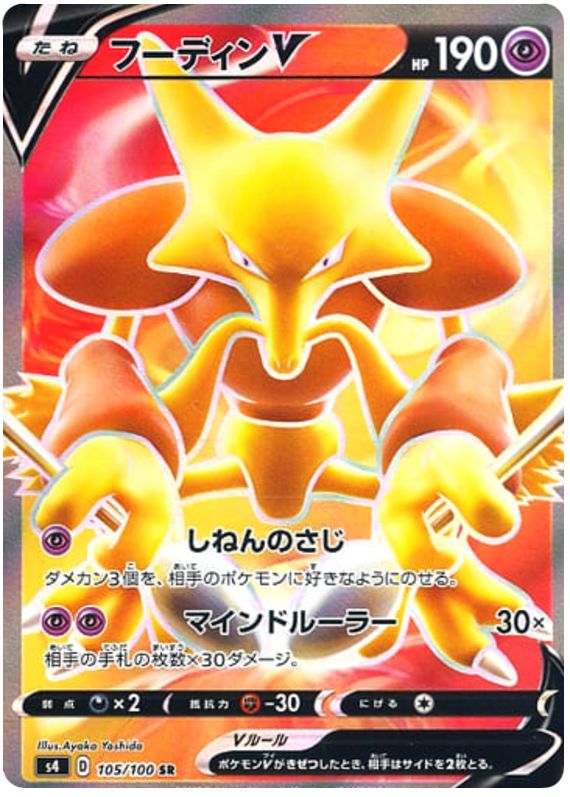 たね フーディンV HP 190
しねんのさじ
ダメカン3個を、相手のポケモンに好きなようにのせる。
マインドルーラー 30×
相手の手札の枚数×30ダメージ。
弱点 ×2 抵抗力 -30 にげる
Illus.Ayaka Yoshida
Vルール
s4 D 105/100 SR
ポケモンVがきぜつしたとき、相手はサイドを2枚とる。